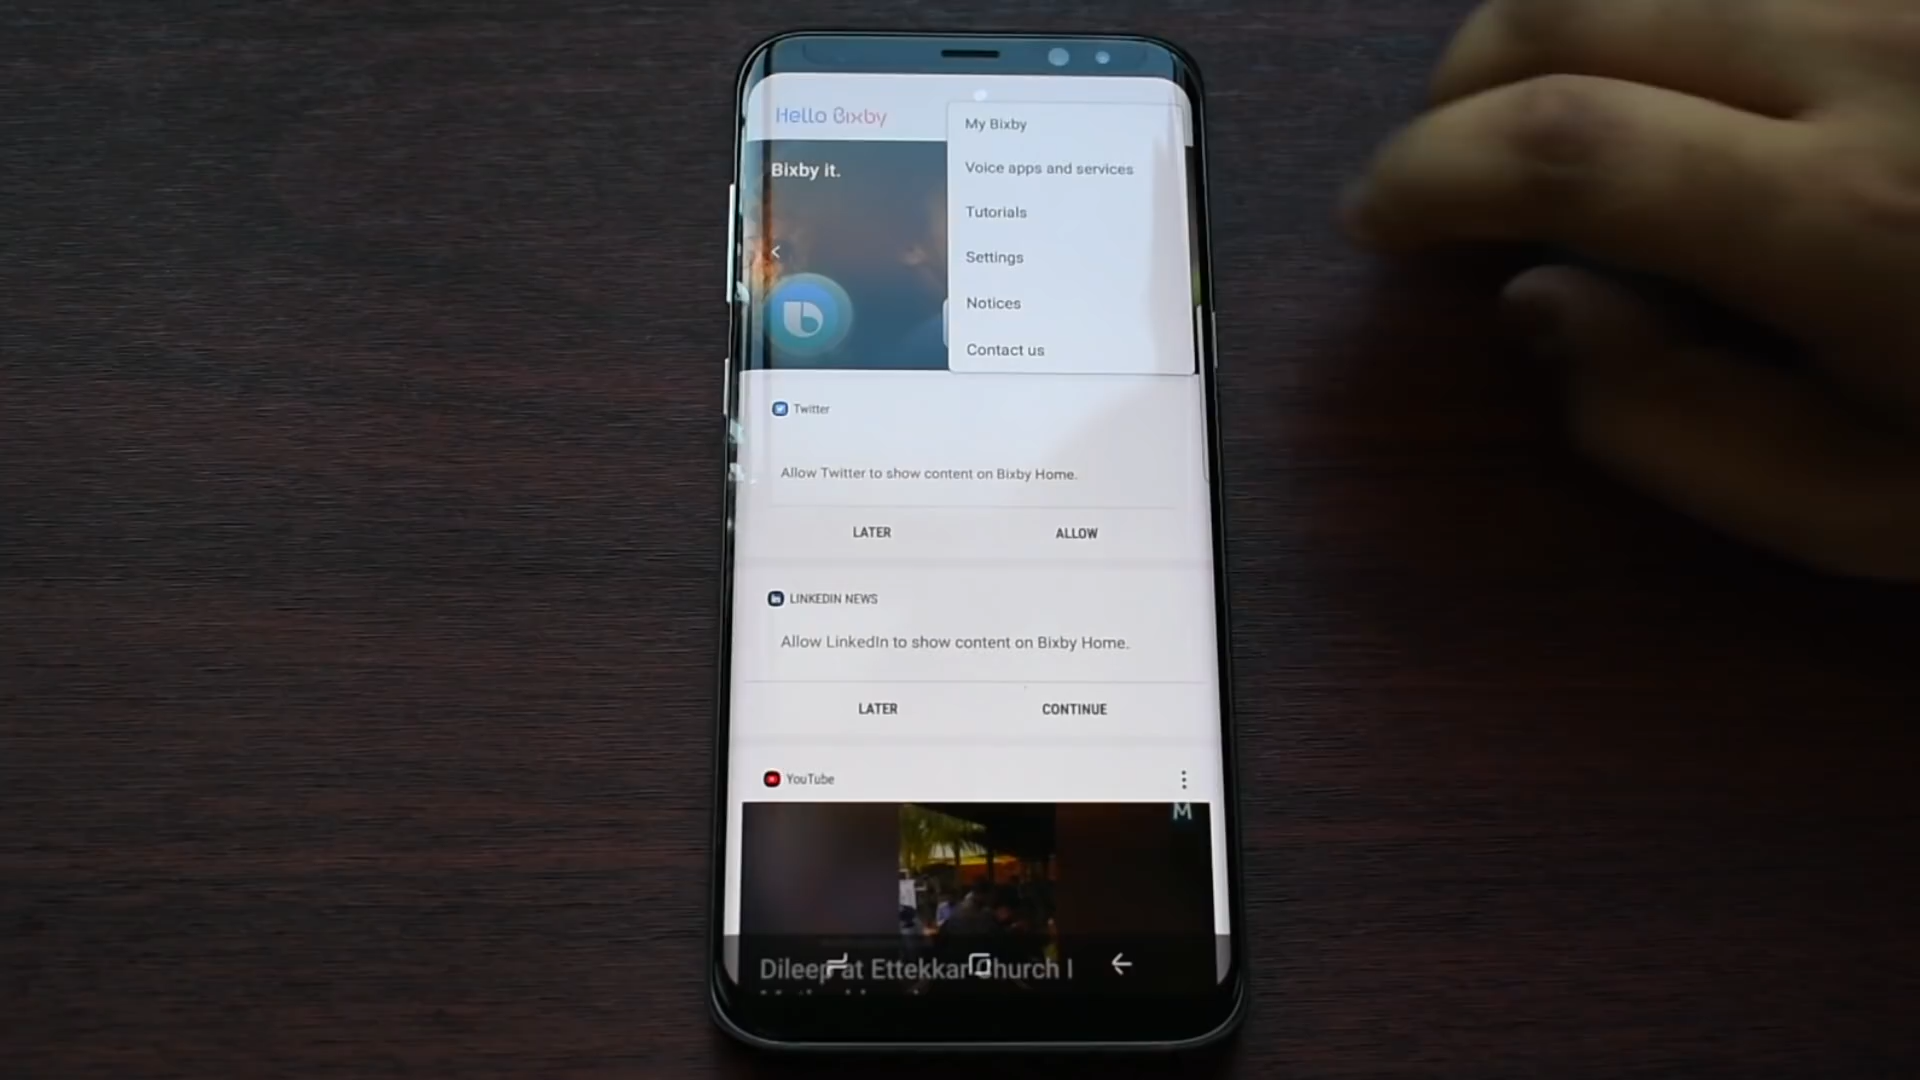 Hello Bixby
My Bixby
Voice apps and services
Tutorials
Settings
Notices
Contact us
Bixby it.
Twitter
Allow Twitter to show content on Bixby Home.
LATER
ALLOW
LINKEDIN NEWS
Allow LinkedIn to show content on Bixby Home.
LATER
CONTINUE
YouTube
M
Dileep at Ettekkar Church I